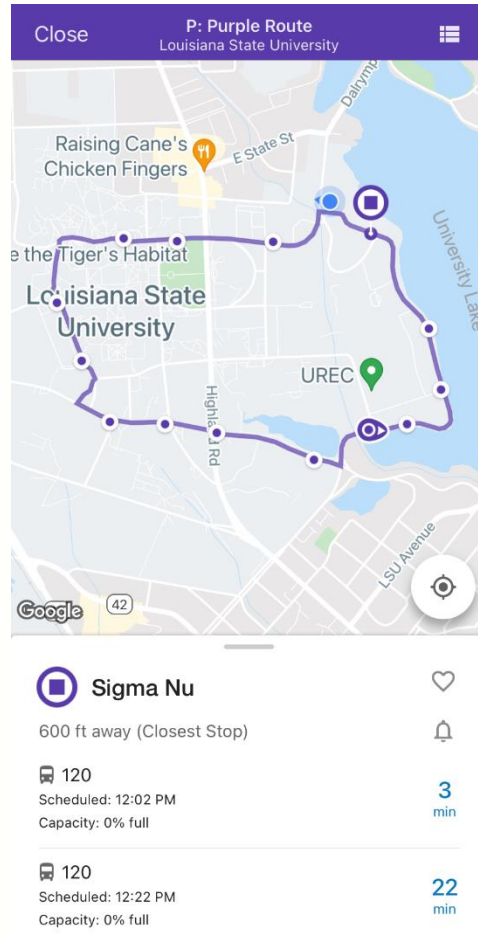 Close
P: Purple Route
Louisiana State University
Dalrymp
Raising Cane's
Chicken Fingers
E State St
University Lake
e the Tiger's Habitat
Louisiana State
University
UREC
Highland Rd
LSU Avenue
Google
42
Sigma Nu
600 ft away (Closest Stop)
120
Scheduled: 12:02 PM
Capacity: 0% full
3
min
120
Scheduled: 12:22 PM
Capacity: 0% full
22
min